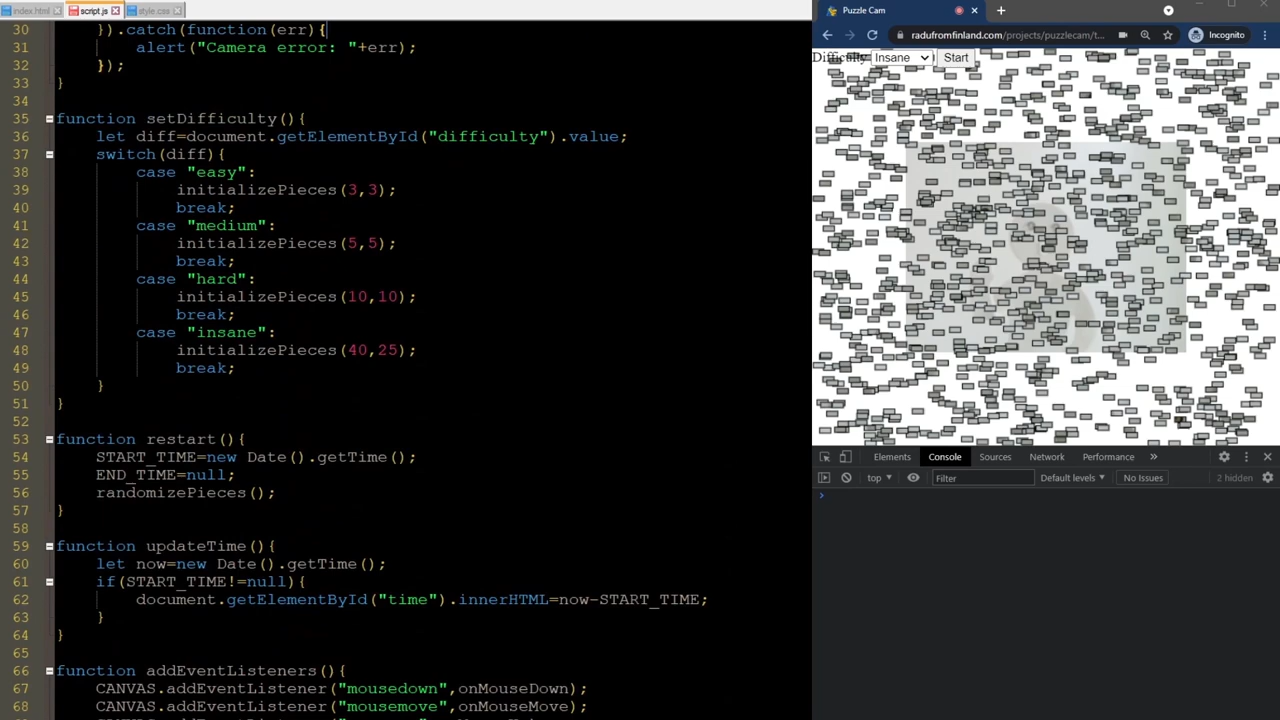 index.html script.js style.css
30 }).catch(function(err){
31 alert("Camera error: "+err);
32 });
33 }
34
35 function setDifficulty(){
36 let diff=document.getElementById("difficulty").value;
37 switch(diff){
38 case "easy":
39 initializePieces(3,3);
40 break;
41 case "medium":
42 initializePieces(5,5);
43 break;
44 case "hard":
45 initializePieces(10,10);
46 break;
47 case "insane":
48 initializePieces(40,25);
49 break;
50 }
51 }
52
53 function restart(){
54 START_TIME=new Date().getTime();
55 END_TIME=null;
56 randomizePieces();
57 }
58
59 function updateTime(){
60 let now=new Date().getTime();
61 if(START_TIME!=null){
62 document.getElementById("time").innerHTML=now-START_TIME;
63 }
64 }
65
66 function addEventListeners(){
67 CANVAS.addEventListener("mousedown",onMouseDown);
68 CANVAS.addEventListener("mousemove",onMouseMove);
Puzzle Cam
radufromfinland.com/projects/puzzlecam/t... Incognito
Difficulty Insane Start
Elements Console Sources Network Performance
top Filter Default levels No Issues 2 hidden